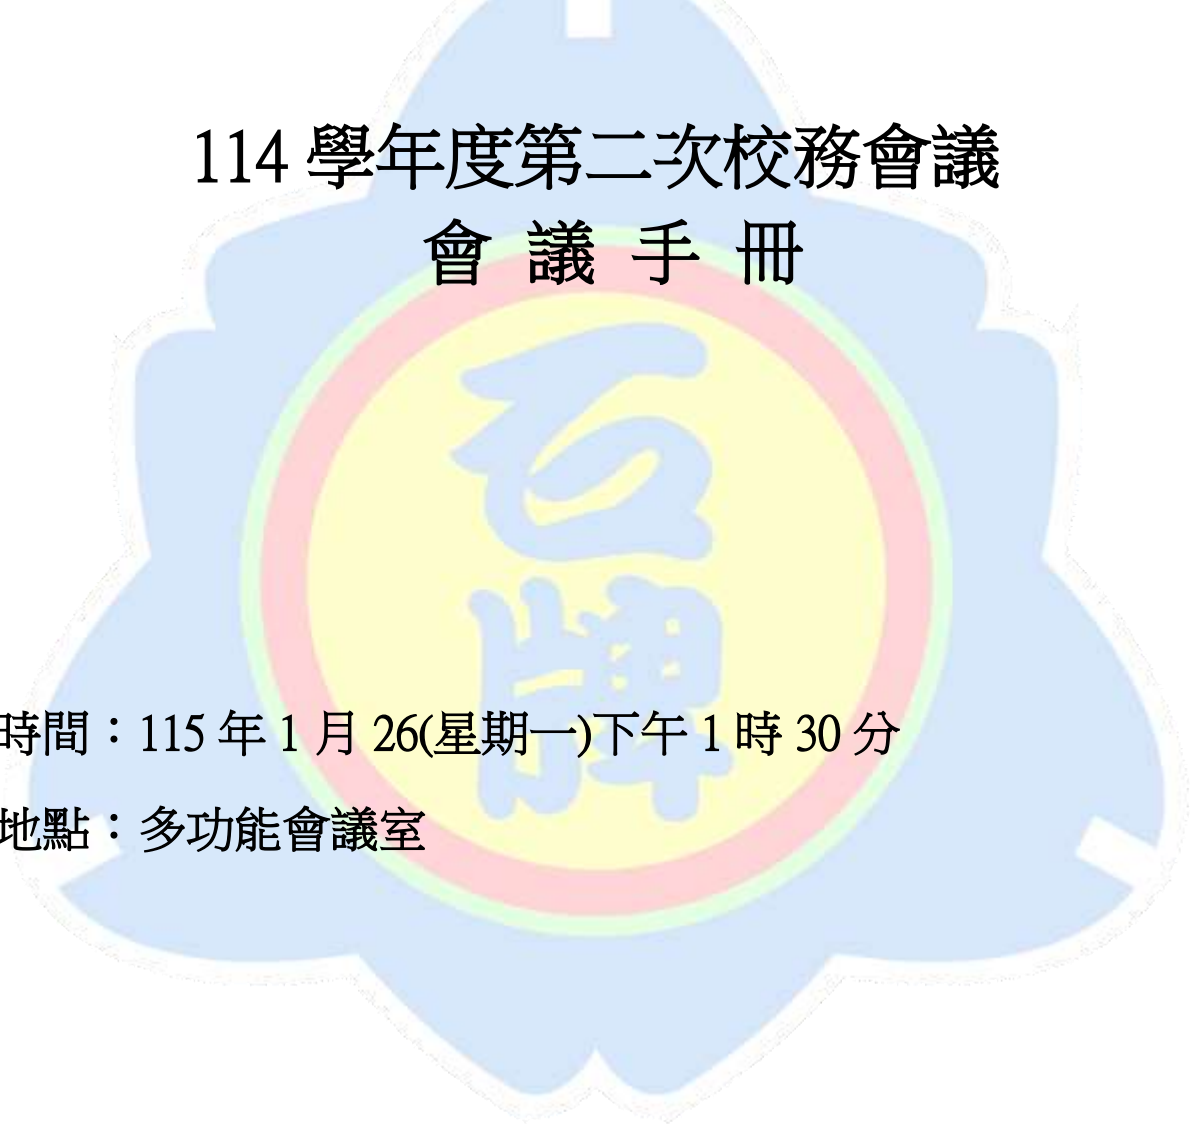 114 學年度第二次校務會議
會 議 手 冊
石
牌
時間：115 年 1 月 26(星期一)下午 1 時 30 分
地點：多功能會議室